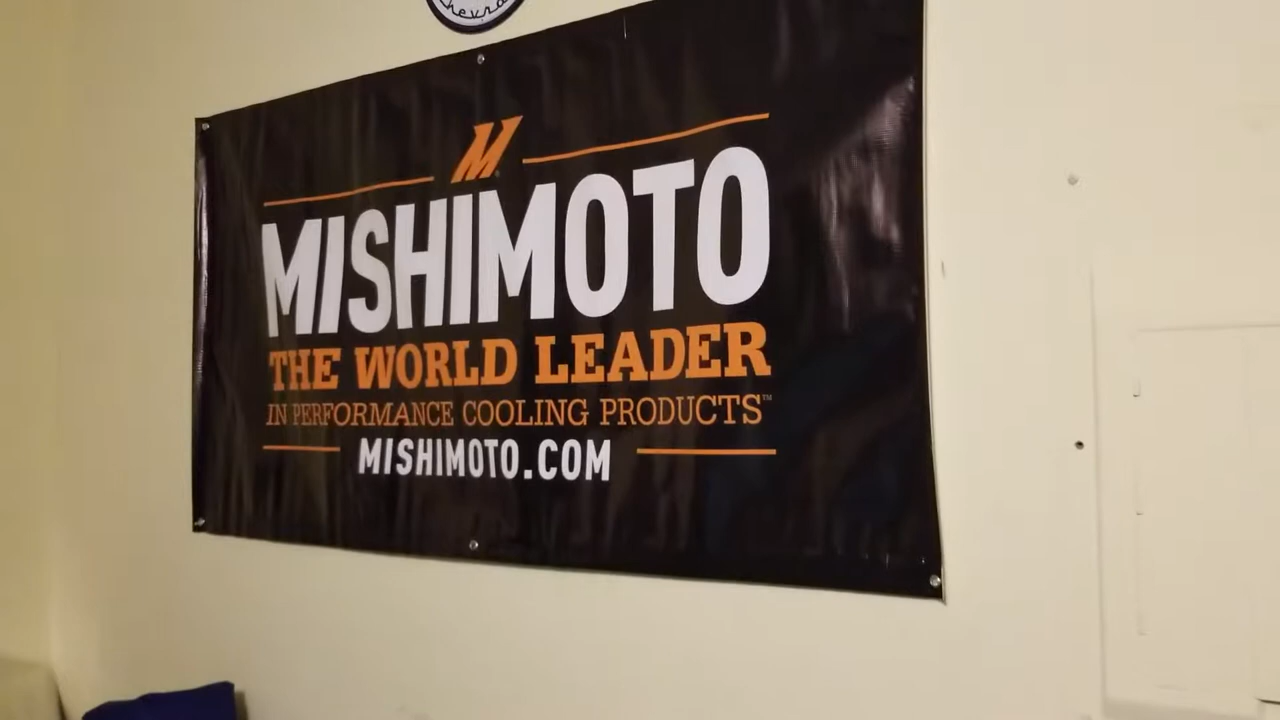 M
MISHIMOTO
THE WORLD LEADER
IN PERFORMANCE COOLING PRODUCTS™
MISHIMOTO.COM